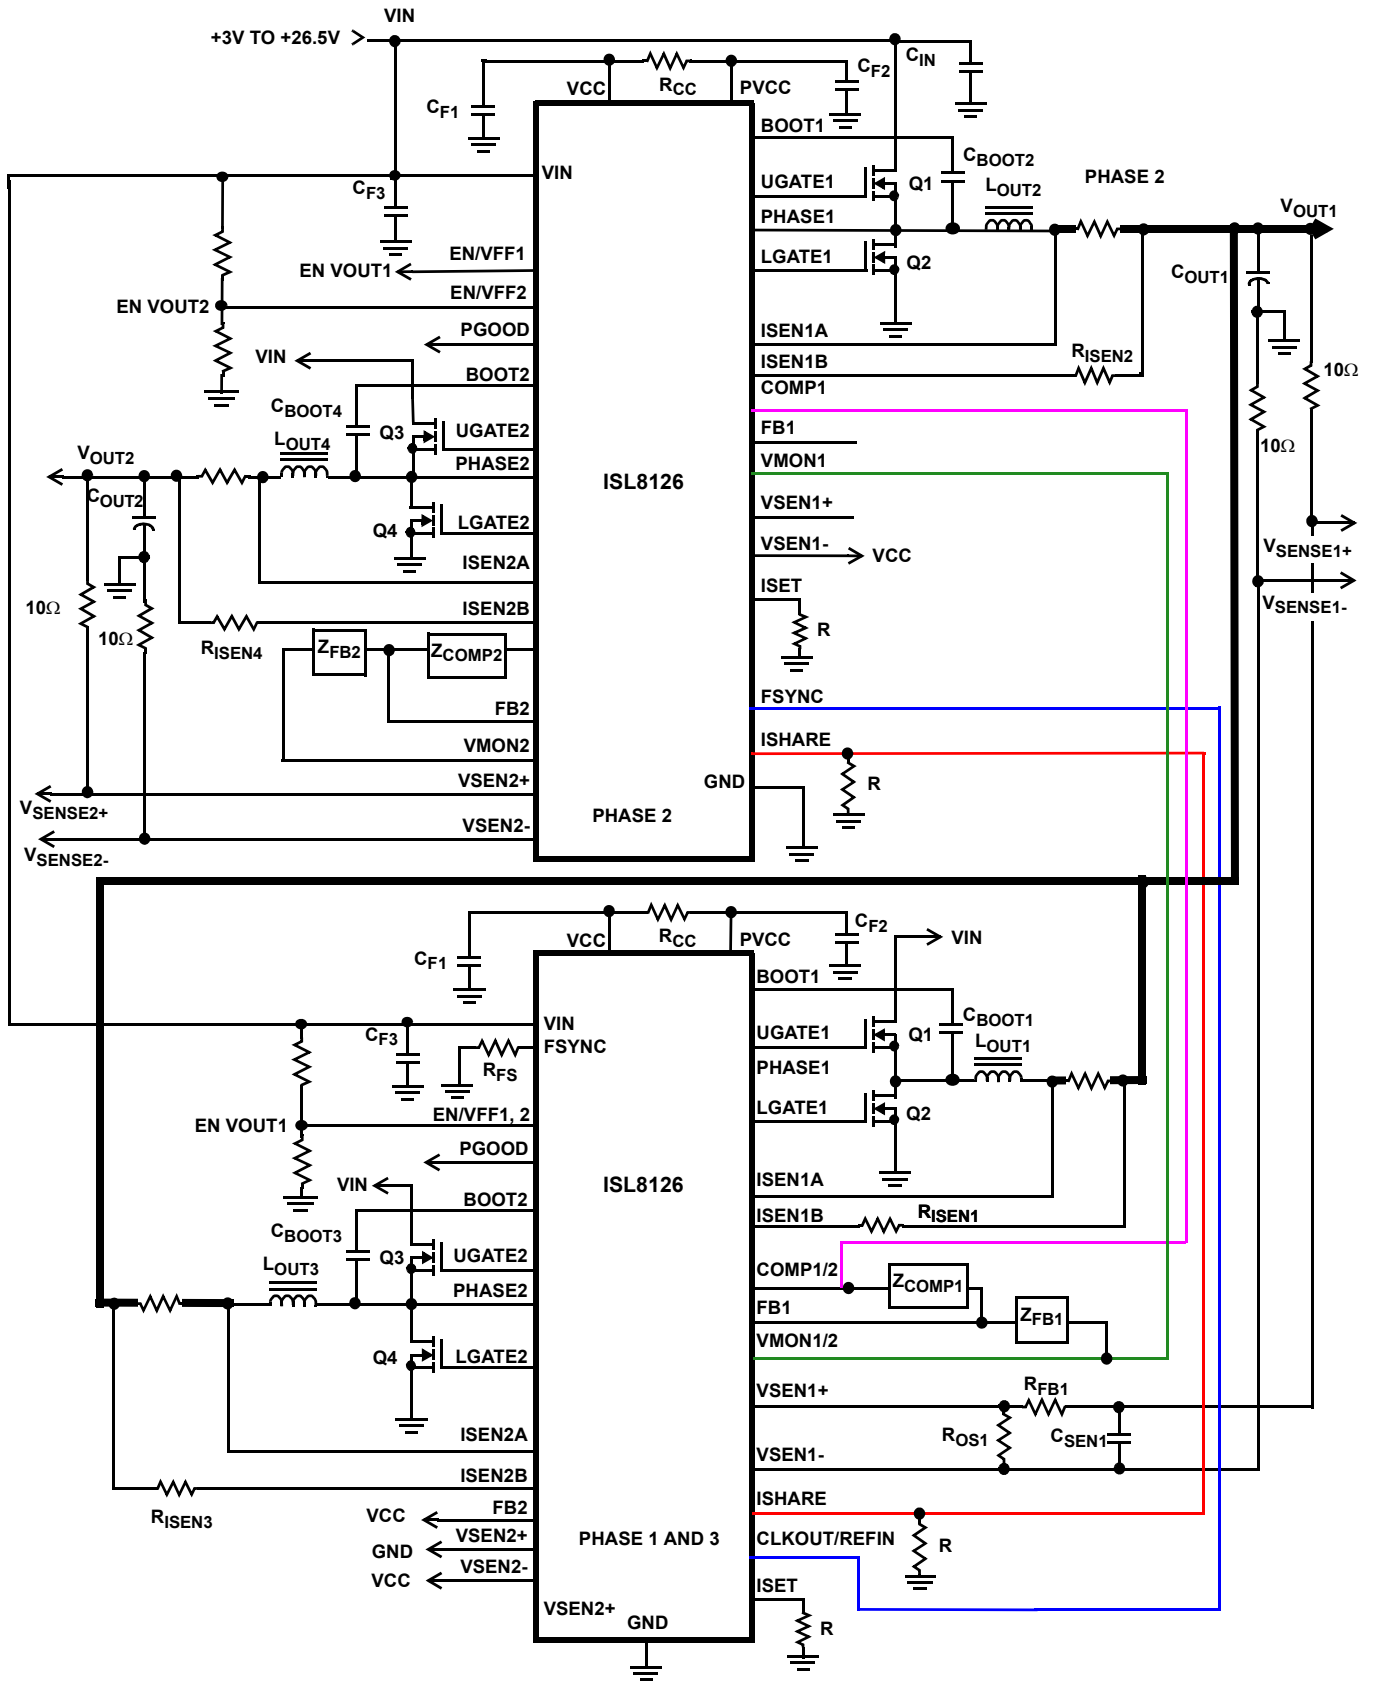 VIN
+3V TO +26.5V
CIN
CF2
VCC
RCC
PVCC
CF1
BOOT1
CBOOT2
VIN
CF3
UGATE1
Q1
LOUT2
PHASE 2
VOUT1
PHASE1
EN/VFF1
LGATE1
Q2
EN VOUT1
COUT1
EN/VFF2
EN VOUT2
PGOOD
ISEN1A
VIN
ISEN1B
RISEN2
BOOT2
COMP1
10Ω
CBOOT4
Q3
UGATE2
FB1
LOUT4
10Ω
VOUT2
PHASE2
VMON1
ISL8126
COUT2
VSEN1+
Q4
LGATE2
VSEN1-
VCC
VSENSE1+
ISEN2A
ISET
VSENSE1-
10Ω
ISEN2B
R
10Ω
RISEN4
ZFB2
ZCOMP2
FSYNC
FB2
ISHARE
VMON2
VSEN2+
GND
R
VSENSE2+
PHASE 2
VSEN2-
VSENSE2-
CF2
VCC
RCC
PVCC
VIN
CF1
BOOT1
CBOOT1
VIN
CF3
UGATE1
Q1
LOUT1
FSYNC
RFS
PHASE1
EN/VFF1, 2
LGATE1
Q2
EN VOUT1
PGOOD
ISEN1A
VIN
ISL8126
BOOT2
ISEN1B
RISEN1
CBOOT3
Q3
UGATE2
LOUT3
COMP1/2
ZCOMP1
PHASE2
FB1
ZFB1
VMON1/2
Q4
LGATE2
VSEN1+
RFB1
ISEN2A
ROS1
CSEN1
VSEN1-
ISEN2B
ISHARE
RISEN3
FB2
VCC
VSEN2+
PHASE 1 AND 3
CLKOUT/REFIN
R
GND
VSEN2-
VCC
ISET
VSEN2+
GND
R